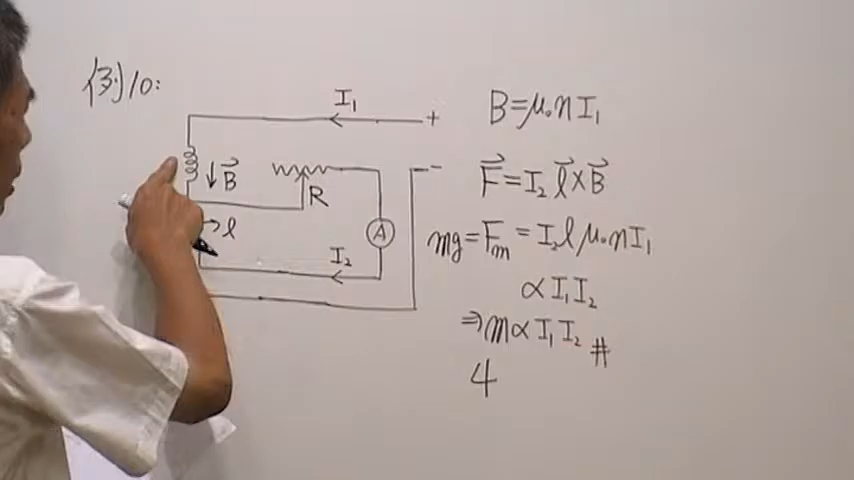 例10:
I₁
+
B⃗
-
R
l
A
I₂
B=μ₀nI₁
F⃗=I₂l⃗×B⃗
mg=Fm=I₂lμ₀nI₁
∝I₁I₂
⇒m∝I₁I₂ #
4